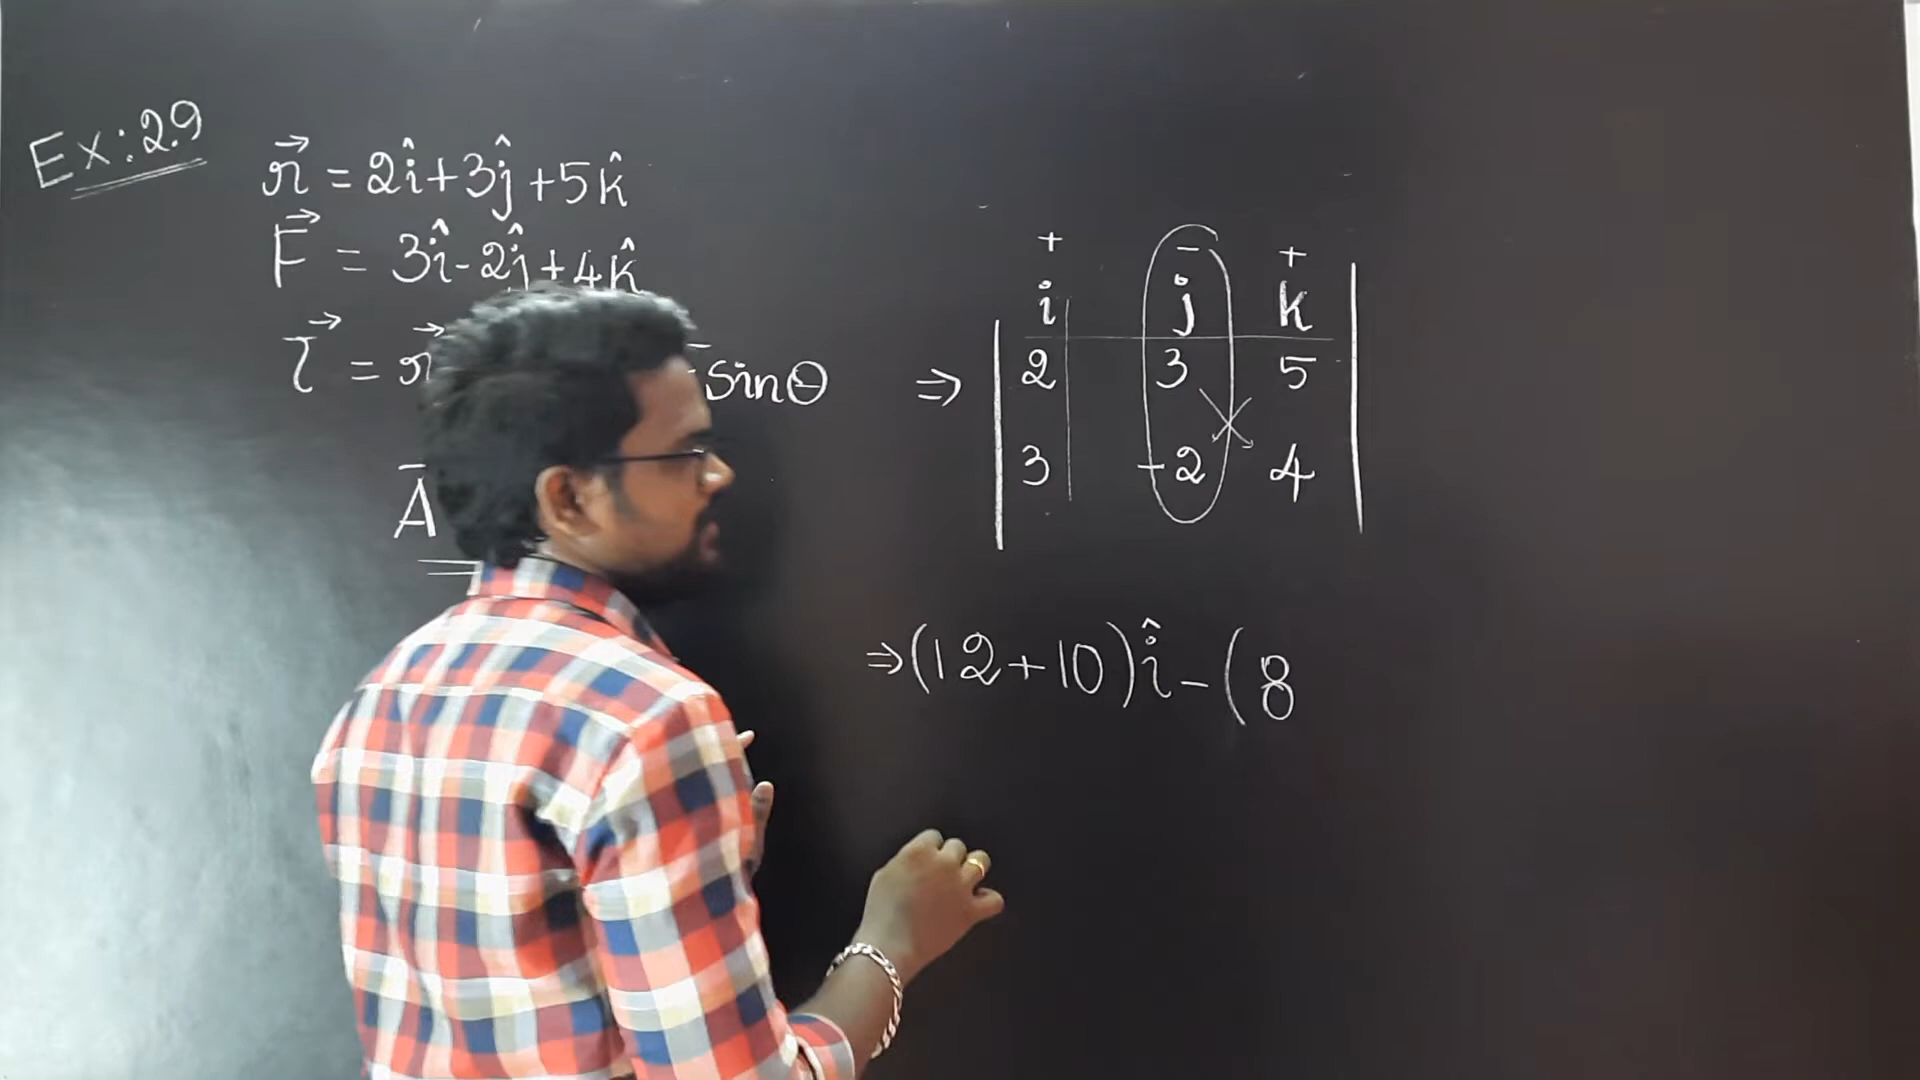 Ex: 2.9
r⃗ = 2î+3ĵ+5k̂
F⃗ = 3î-2ĵ+4k̂
τ⃗ = r⃗ sinθ
A
⇒
+ - +
i j k
2 3 5
3 -2 4
⇒(12+10)î-(8